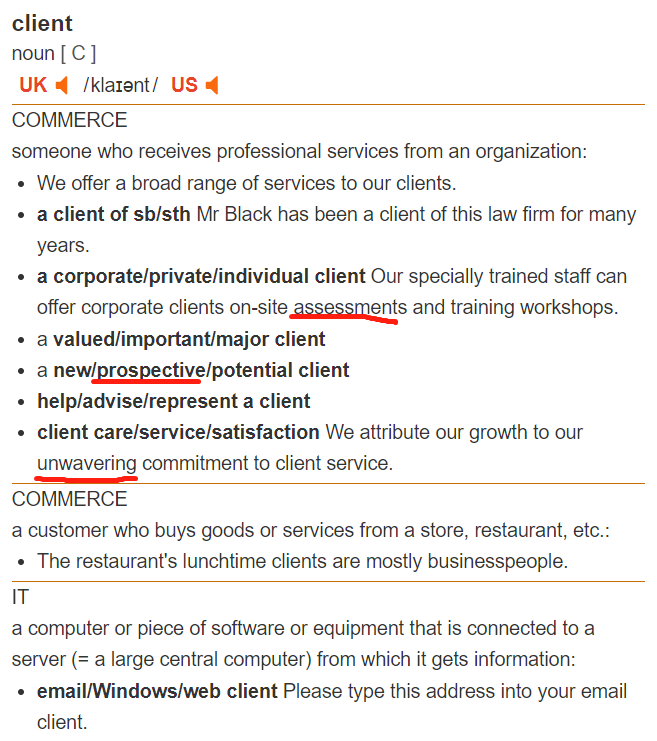 client
noun [ C ]
UK /klaɪənt/ US
COMMERCE
someone who receives professional services from an organization:
• We offer a broad range of services to our clients.
• a client of sb/sth Mr Black has been a client of this law firm for many
years.
• a corporate/private/individual client Our specially trained staff can
offer corporate clients on-site assessments and training workshops.
• a valued/important/major client
• a new/prospective/potential client
• help/advise/represent a client
• client care/service/satisfaction We attribute our growth to our
unwavering commitment to client service.
COMMERCE
a customer who buys goods or services from a store, restaurant, etc.:
• The restaurant's lunchtime clients are mostly businesspeople.
IT
a computer or piece of software or equipment that is connected to a
server (= a large central computer) from which it gets information:
• email/Windows/web client Please type this address into your email
client.